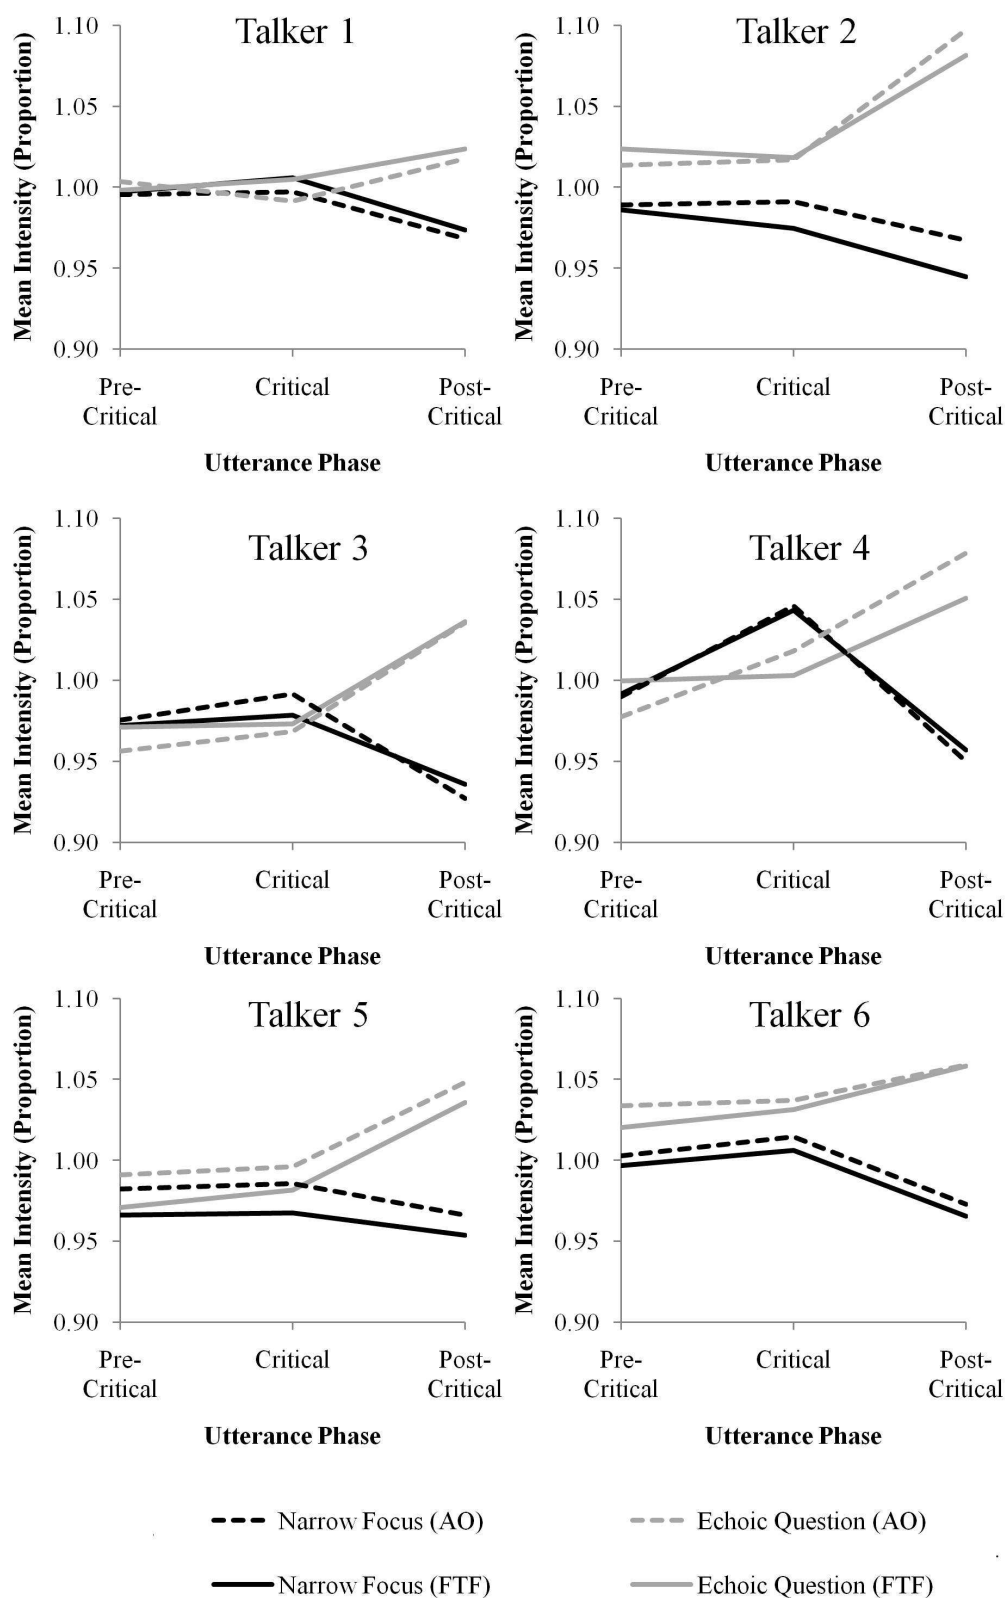 Talker 1
Mean Intensity (Proportion)
1.10
1.05
1.00
0.95
0.90
Pre-
Critical
Critical
Post-
Critical
Utterance Phase
Talker 2
Mean Intensity (Proportion)
1.10
1.05
1.00
0.95
0.90
Pre-
Critical
Critical
Post-
Critical
Utterance Phase
Talker 3
Mean Intensity (Proportion)
1.10
1.05
1.00
0.95
0.90
Pre-
Critical
Critical
Post-
Critical
Utterance Phase
Talker 4
Mean Intensity (Proportion)
1.10
1.05
1.00
0.95
0.90
Pre-
Critical
Critical
Post-
Critical
Utterance Phase
Talker 5
Mean Intensity (Proportion)
1.10
1.05
1.00
0.95
0.90
Pre-
Critical
Critical
Post-
Critical
Utterance Phase
Talker 6
Mean Intensity (Proportion)
1.10
1.05
1.00
0.95
0.90
Pre-
Critical
Critical
Post-
Critical
Utterance Phase
Narrow Focus (AO)
Echoic Question (AO)
Narrow Focus (FTF)
Echoic Question (FTF)